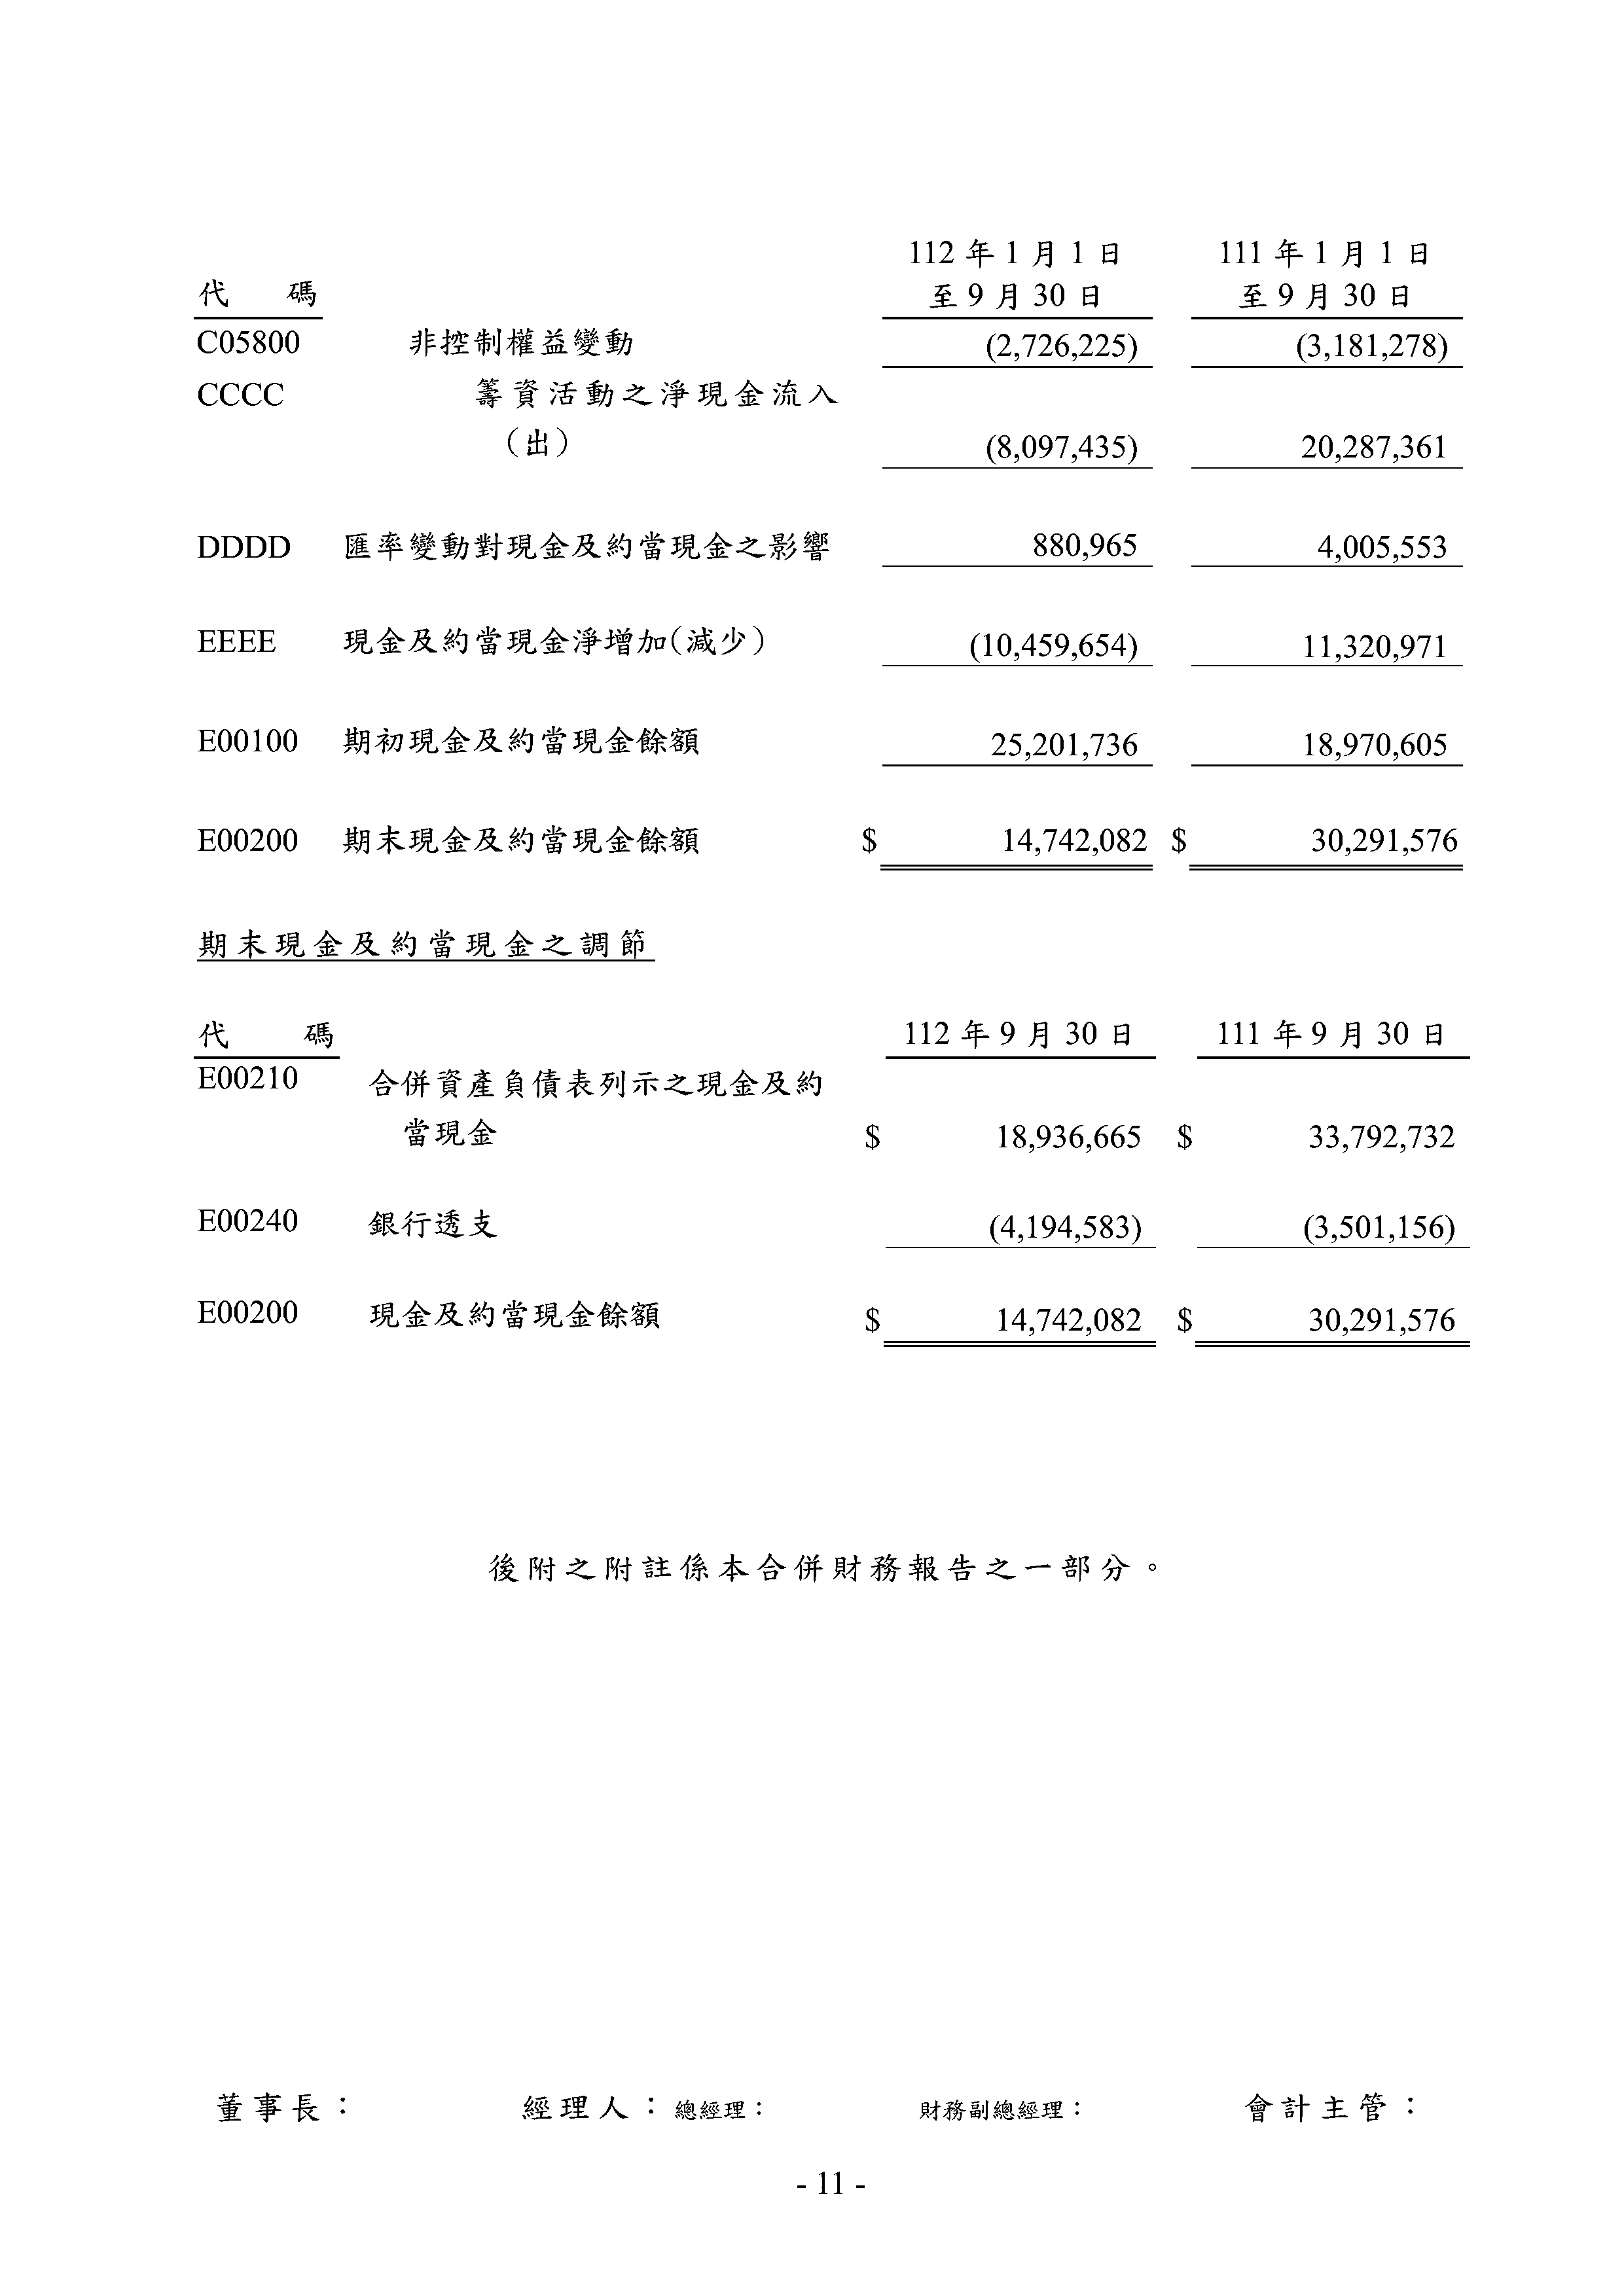 112 年 1 月 1 日 111 年 1 月 1 日
代 碼 至 9 月 30 日 至 9 月 30 日
C05800 非控制權益變動 (2,726,225) (3,181,278)
CCCC 籌資活動之淨現金流入
（出） (8,097,435) 20,287,361
DDDD 匯率變動對現金及約當現金之影響 880,965 4,005,553
EEEE 現金及約當現金淨增加(減少） (10,459,654) 11,320,971
E00100 期初現金及約當現金餘額 25,201,736 18,970,605
E00200 期末現金及約當現金餘額 $ 14,742,082 $ 30,291,576
期末現金及約當現金之調節
代 碼 112 年 9 月 30 日 111 年 9 月 30 日
E00210 合併資產負債表列示之現金及約
當現金 $ 18,936,665 $ 33,792,732
E00240 銀行透支 (4,194,583) (3,501,156)
E00200 現金及約當現金餘額 $ 14,742,082 $ 30,291,576
後附之附註係本合併財務報告之一部分。
董事長： 經理人：總經理： 財務副總經理： 會計主管：
- 11 -